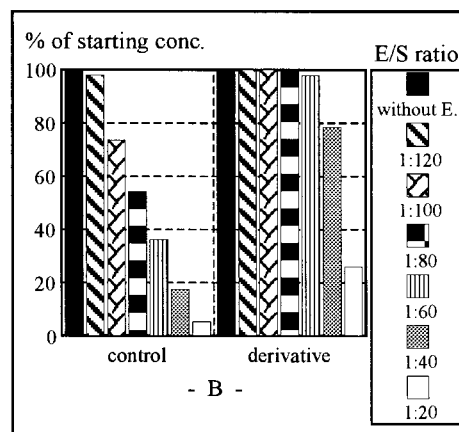 % of starting conc.
E/S ratio
100
80
60
40
20
0
control
derivative
- B -
without E.
1:120
1:100
1:80
1:60
1:40
1:20